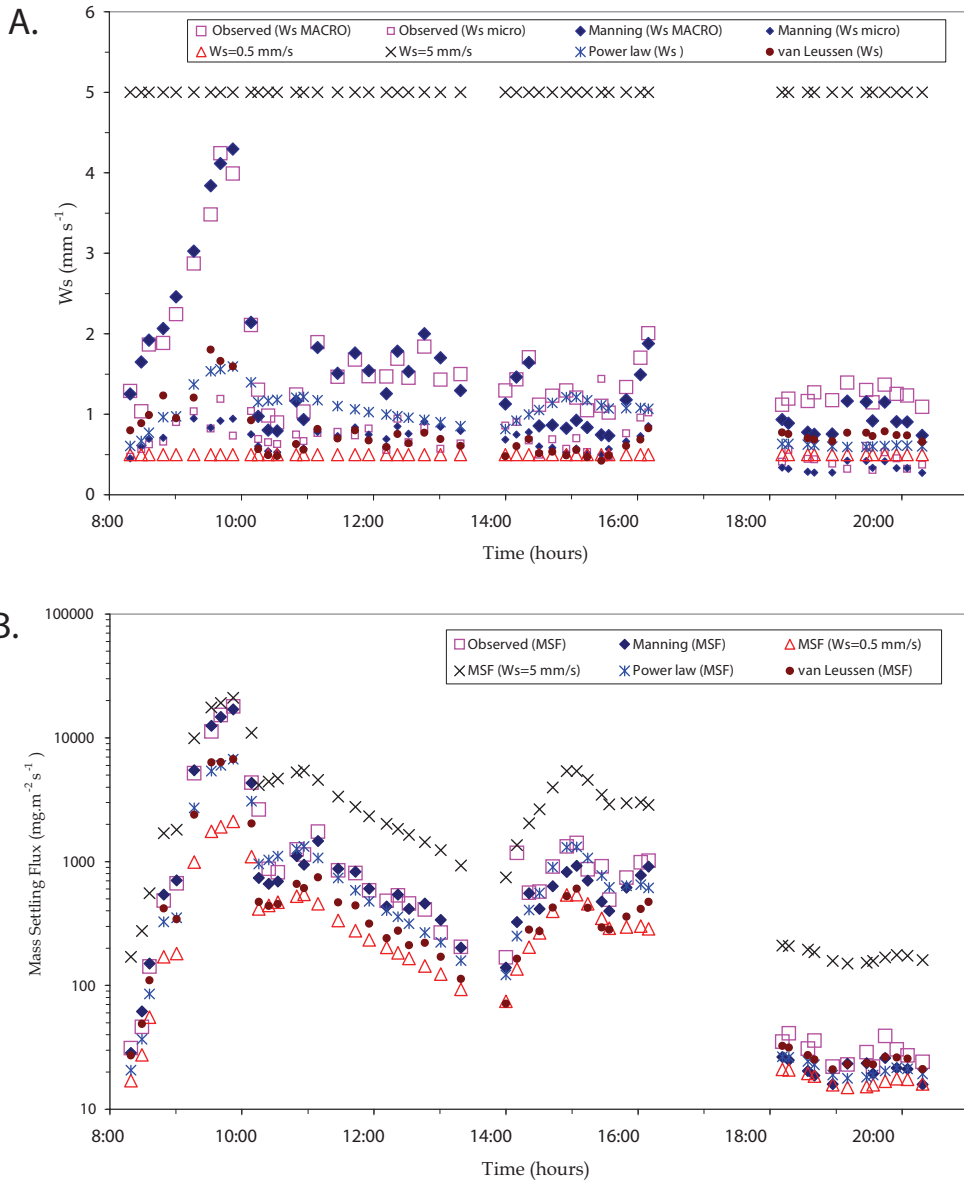 A.
Observed (Ws MACRO) Observed (Ws micro) Manning (Ws MACRO) Manning (Ws micro)
Ws=0.5 mm/s Ws=5 mm/s Power law (Ws ) van Leussen (Ws)
6
5
4
3
2
1
0
Ws (mm s-1)
8:00 10:00 12:00 14:00 16:00 18:00 20:00
Time (hours)
B.
Observed (MSF) Manning (MSF) MSF (Ws=0.5 mm/s)
MSF (Ws=5 mm/s) Power law (MSF) van Leussen (MSF)
100000
10000
1000
100
10
Mass Settling Flux (mg.m-2 s-1)
8:00 10:00 12:00 14:00 16:00 18:00 20:00
Time (hours)